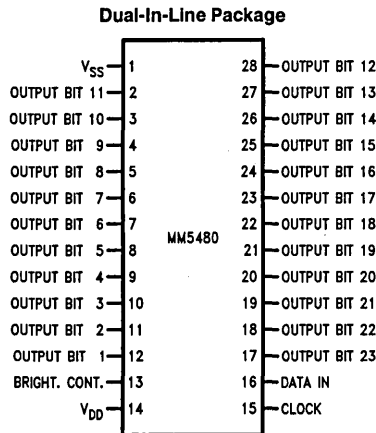 Dual-In-Line Package
V_SS 1 28 OUTPUT BIT 12
OUTPUT BIT 11 2 27 OUTPUT BIT 13
OUTPUT BIT 10 3 26 OUTPUT BIT 14
OUTPUT BIT 9 4 25 OUTPUT BIT 15
OUTPUT BIT 8 5 24 OUTPUT BIT 16
OUTPUT BIT 7 6 23 OUTPUT BIT 17
OUTPUT BIT 6 7 22 OUTPUT BIT 18
OUTPUT BIT 5 8 21 OUTPUT BIT 19
MM5480
OUTPUT BIT 4 9 20 OUTPUT BIT 20
OUTPUT BIT 3 10 19 OUTPUT BIT 21
OUTPUT BIT 2 11 18 OUTPUT BIT 22
OUTPUT BIT 1 12 17 OUTPUT BIT 23
BRIGHT. CONT. 13 16 DATA IN
V_DD 14 15 CLOCK